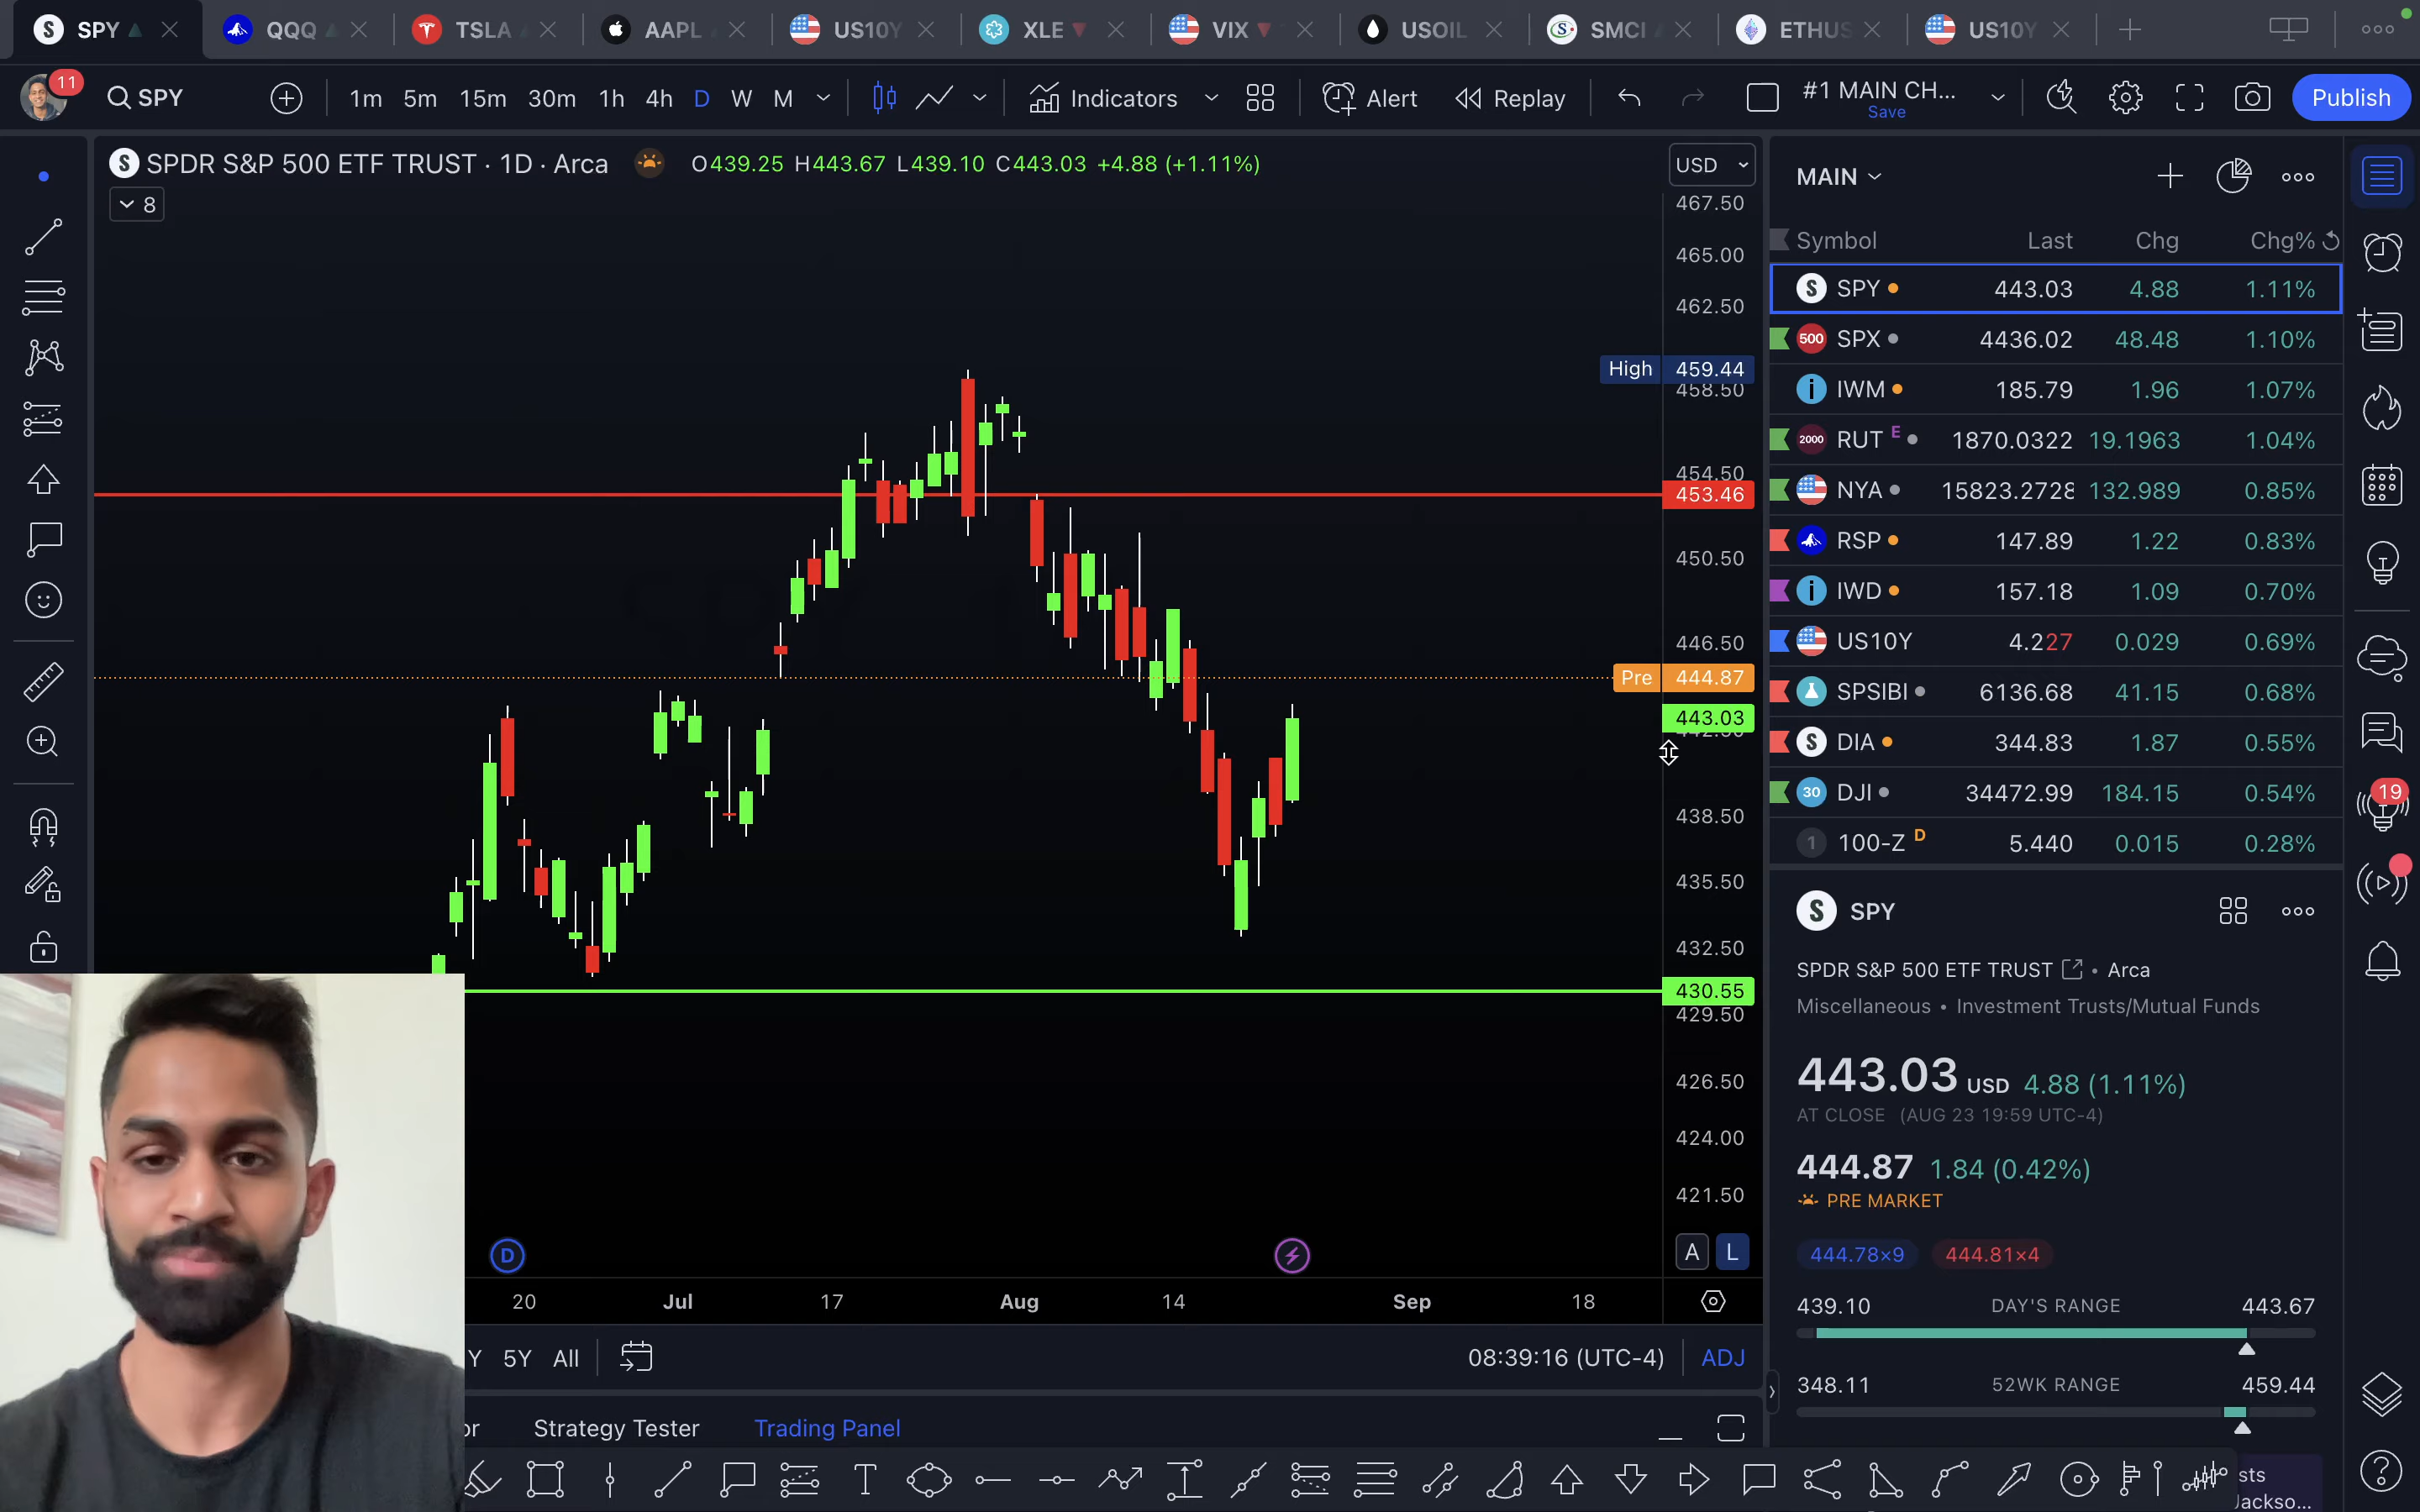 SPY QQQ TSLA AAPL US10Y XLE VIX USOIL SMCI ETHUS US10Y
11 SPY 1m 5m 15m 30m 1h 4h D W M Indicators Alert Replay #1 MAIN CH... Save Publish
SPDR S&P 500 ETF TRUST · 1D · Arca O439.25 H443.67 L439.10 C443.03 +4.88 (+1.11%)
8
USD
467.50
465.00
462.50
High 459.44
458.50
454.50
453.46
450.50
446.50
Pre 444.87
443.03
438.50
435.50
432.50
430.55
429.50
426.50
424.00
421.50
A L
D
20 Jul 17 Aug 14 Sep 18
Y 5Y All 08:39:16 (UTC-4) ADJ
or Strategy Tester Trading Panel
MAIN
Symbol Last Chg Chg%
SPY 443.03 4.88 1.11%
500 SPX 4436.02 48.48 1.10%
IWM 185.79 1.96 1.07%
2000 RUT E 1870.0322 19.1963 1.04%
NYA 15823.2728 132.989 0.85%
RSP 147.89 1.22 0.83%
IWD 157.18 1.09 0.70%
US10Y 4.227 0.029 0.69%
SPSIBI 6136.68 41.15 0.68%
DIA 344.83 1.87 0.55%
30 DJI 34472.99 184.15 0.54%
1 100-Z D 5.440 0.015 0.28%
19
SPY
SPDR S&P 500 ETF TRUST • Arca
Miscellaneous • Investment Trusts/Mutual Funds
443.03 USD 4.88 (1.11%)
AT CLOSE (AUG 23 19:59 UTC-4)
444.87 1.84 (0.42%)
PRE MARKET
444.78×9 444.81×4
439.10 DAY'S RANGE 443.67
348.11 52WK RANGE 459.44
sts
Jackso...